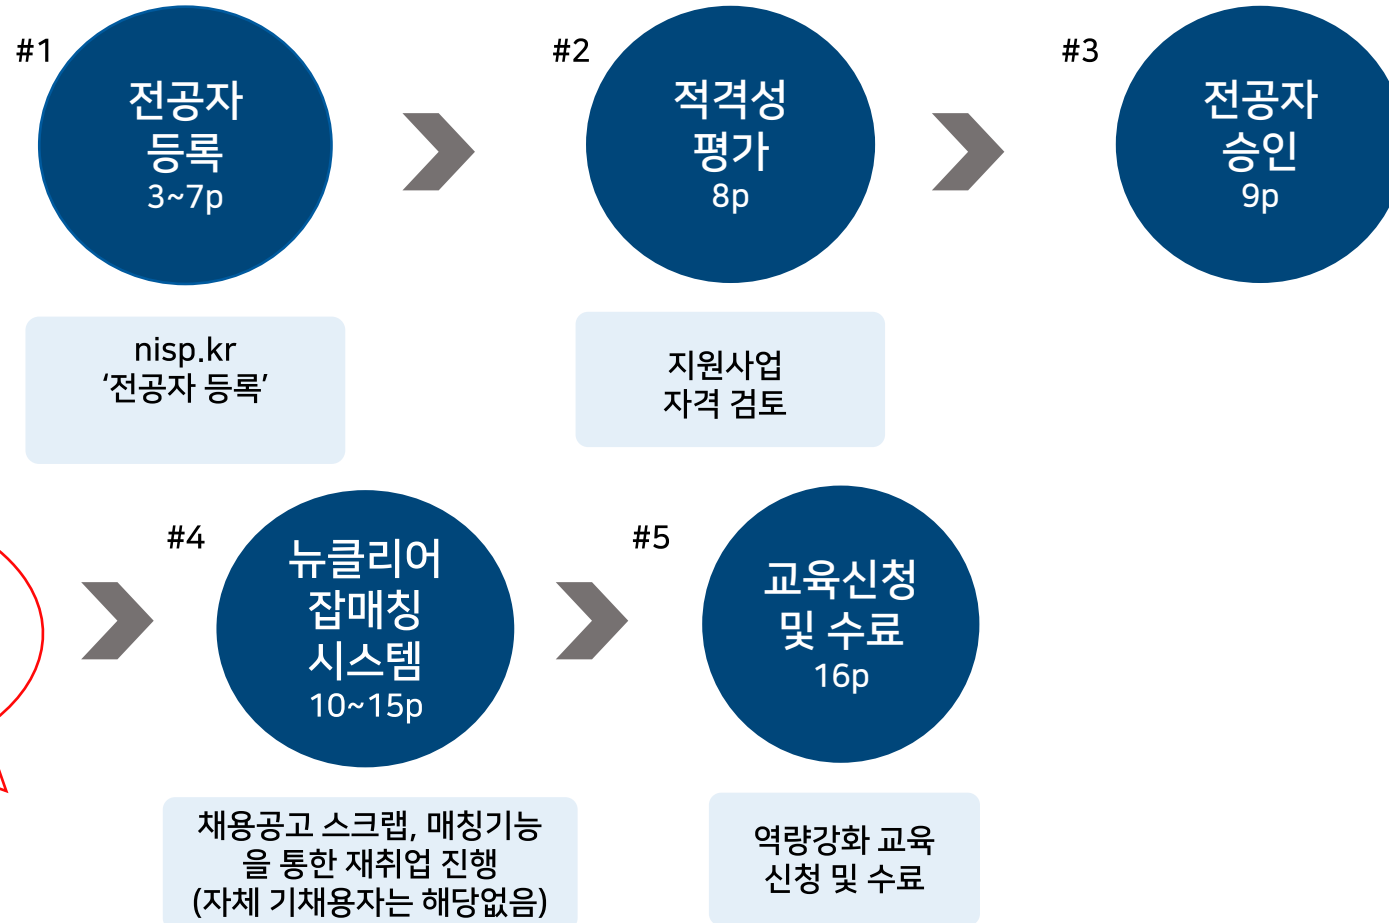 #1
전공자
등록
3~7p
nisp.kr
‘전공자 등록’
#2
적격성
평가
8p
지원사업
자격 검토
#3
전공자
승인
9p
#4
뉴클리어
잡매칭
시스템
10~15p
채용공고 스크랩, 매칭기능
을 통한 재취업 진행
(자체 기채용자는 해당없음)
#5
교육신청
및 수료
16p
역량강화 교육
신청 및 수료